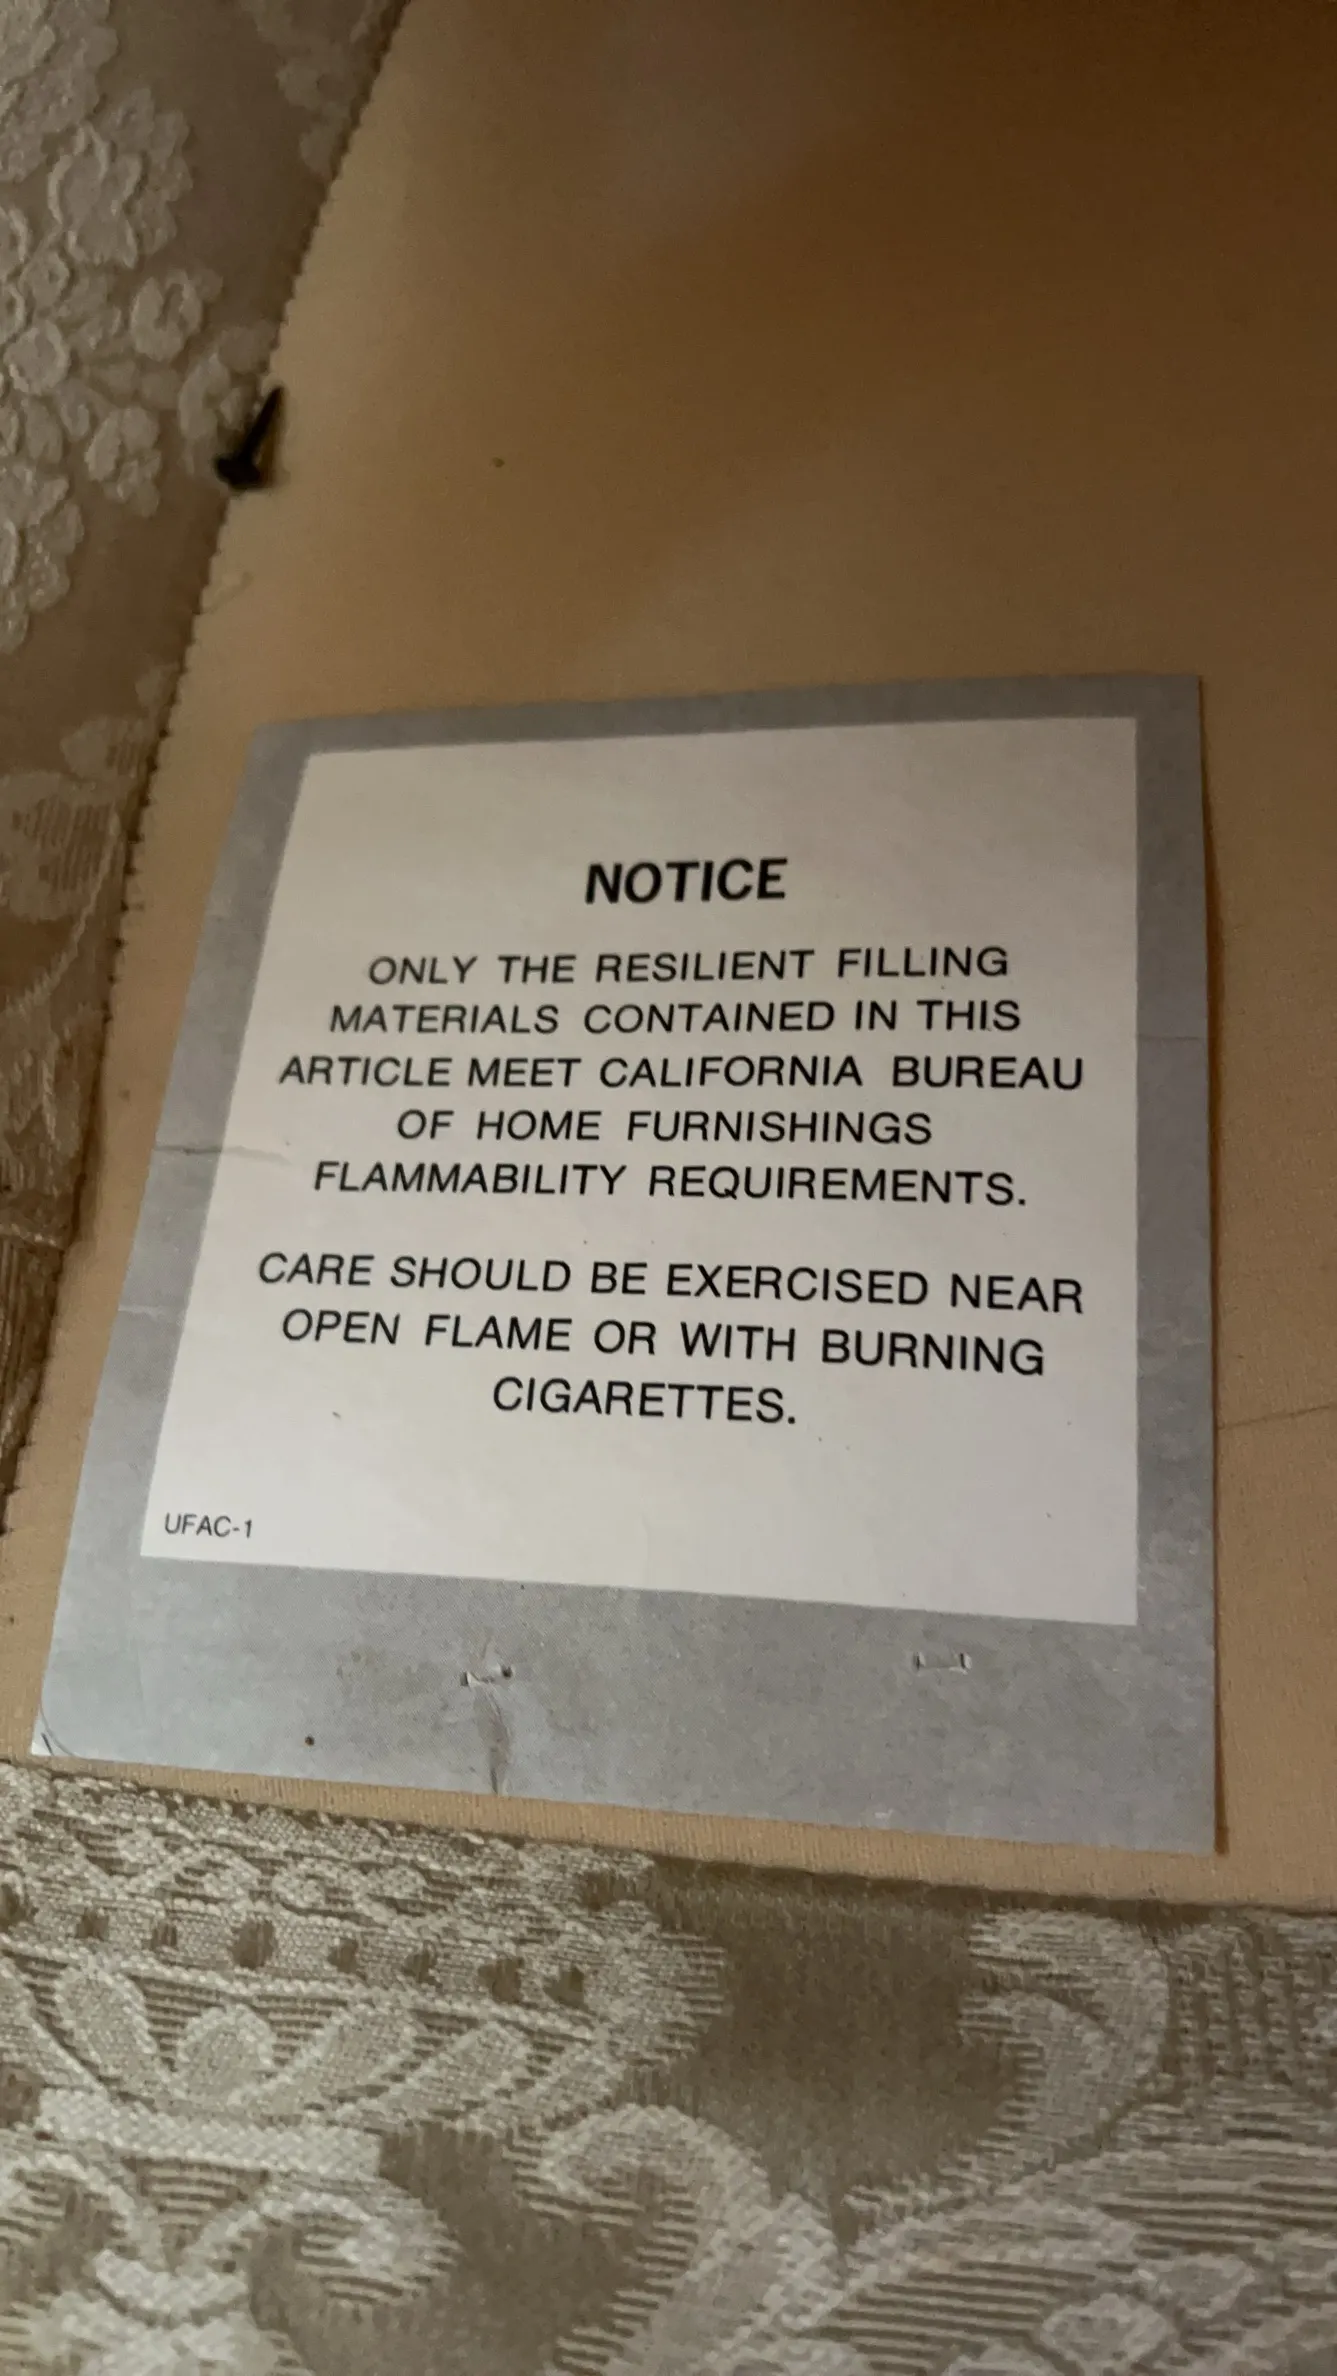 NOTICE
ONLY THE RESILIENT FILLING
MATERIALS CONTAINED IN THIS
ARTICLE MEET CALIFORNIA BUREAU
OF HOME FURNISHINGS
FLAMMABILITY REQUIREMENTS.
CARE SHOULD BE EXERCISED NEAR
OPEN FLAME OR WITH BURNING
CIGARETTES.
UFAC-1